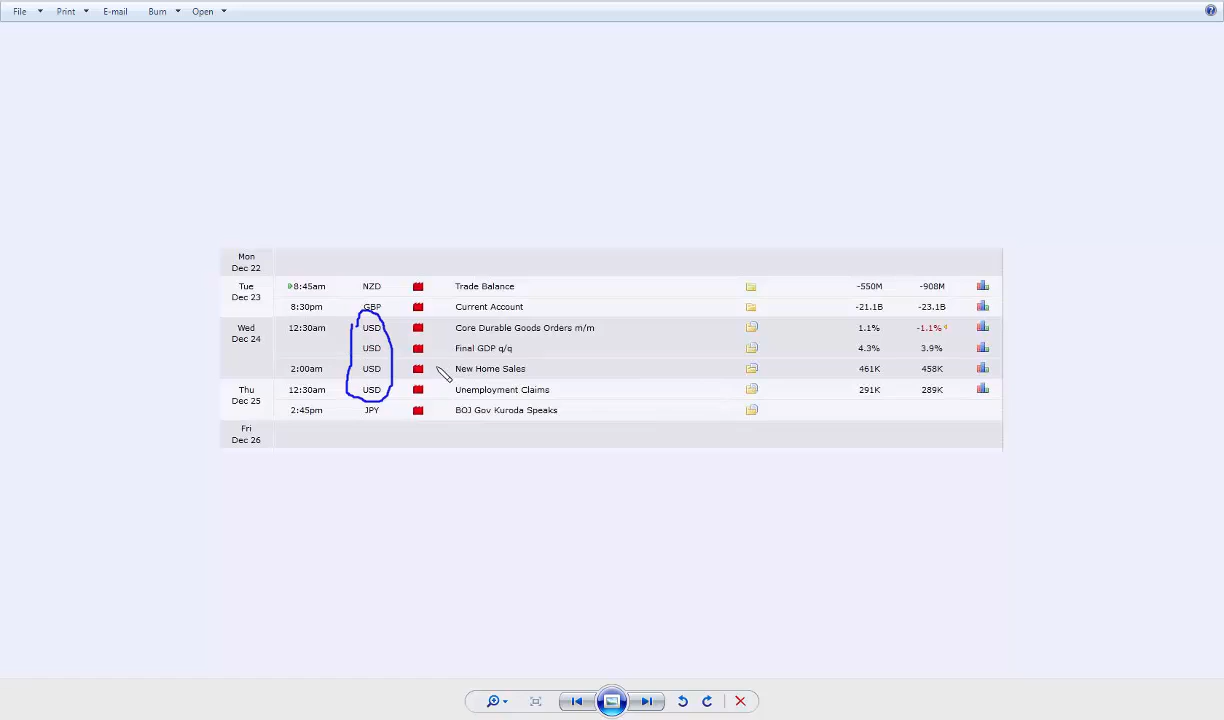 File Print E-mail Burn Open
Mon
Dec 22
Tue
Dec 23
8:45am NZD Trade Balance -550M -908M
8:30pm GBP Current Account -21.1B -23.1B
Wed
Dec 24
12:30am USD Core Durable Goods Orders m/m 1.1% -1.1%
USD Final GDP q/q 4.3% 3.9%
2:00am USD New Home Sales 461K 458K
Thu
Dec 25
12:30am USD Unemployment Claims 291K 289K
2:45pm JPY BOJ Gov Kuroda Speaks
Fri
Dec 26